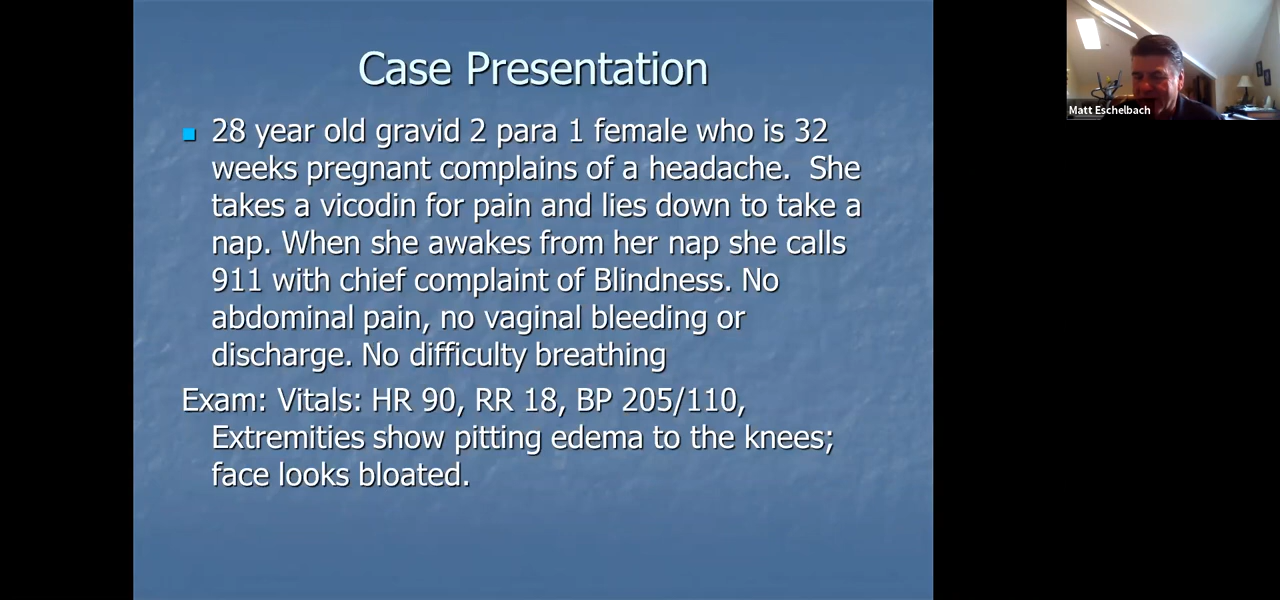 Case Presentation
28 year old gravid 2 para 1 female who is 32
weeks pregnant complains of a headache.  She
takes a vicodin for pain and lies down to take a
nap. When she awakes from her nap she calls
911 with chief complaint of Blindness. No
abdominal pain, no vaginal bleeding or
discharge. No difficulty breathing
Exam: Vitals: HR 90, RR 18, BP 205/110,
Extremities show pitting edema to the knees;
face looks bloated.
Matt Eschelbach